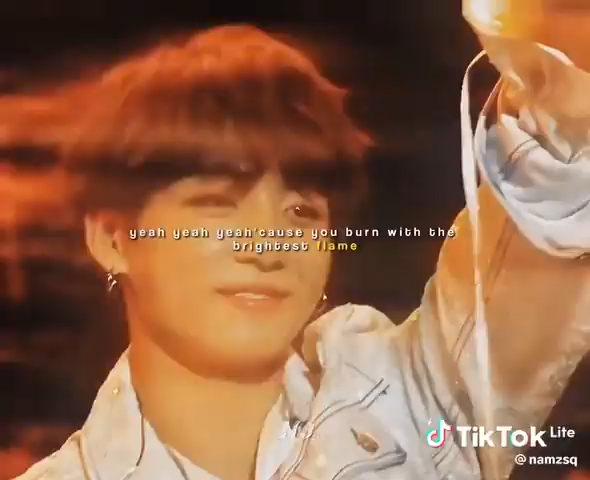 yeah yeah yeah'cause you burn with the
brightest flame
TikTok Lite
@namzsq